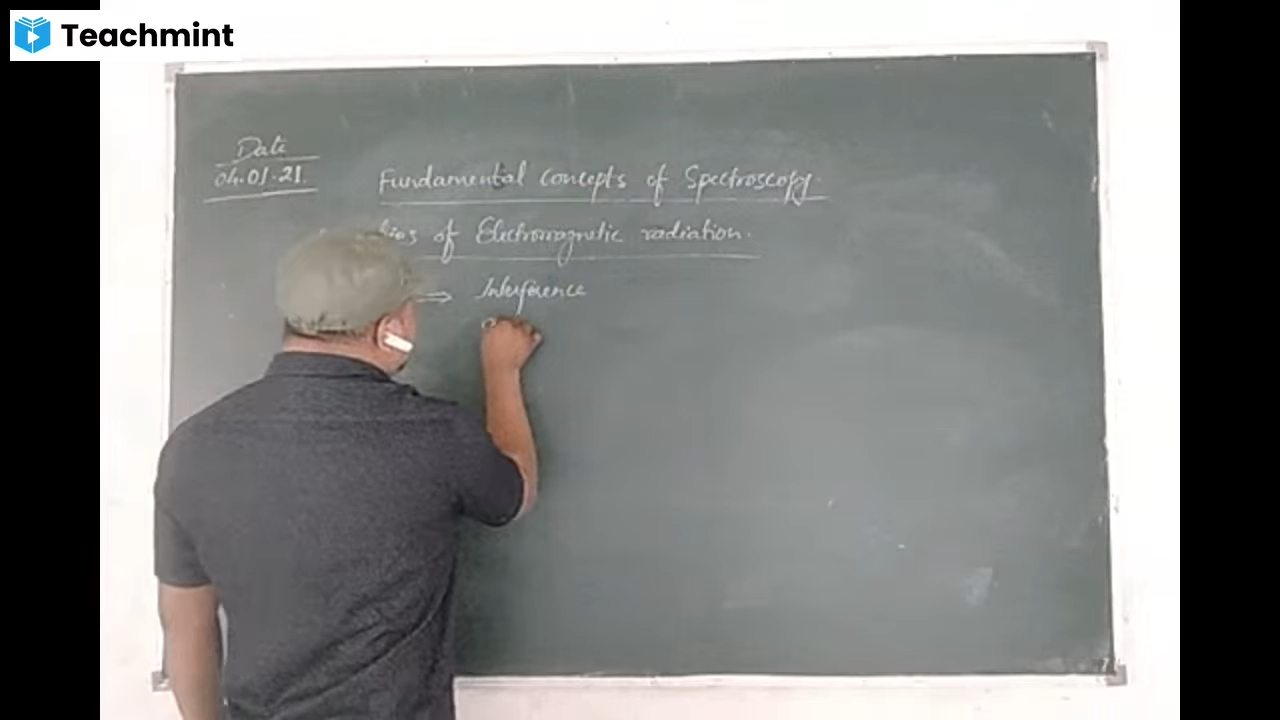 Teachmint
Date
04.01.21.
Fundamental concepts of Spectroscopy.
of Electromagnetic radiation.
⇒ Interference